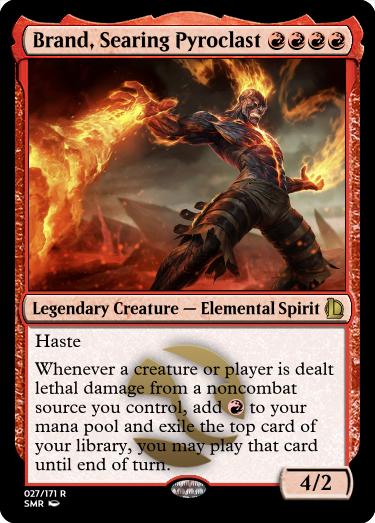 Brand, Searing Pyroclast
Legendary Creature — Elemental Spirit
Haste
Whenever a creature or player is dealt
lethal damage from a noncombat
source you control, add to your
mana pool and exile the top card of
your library, you may play that card
until end of turn.
027/171 R
SMR
4/2